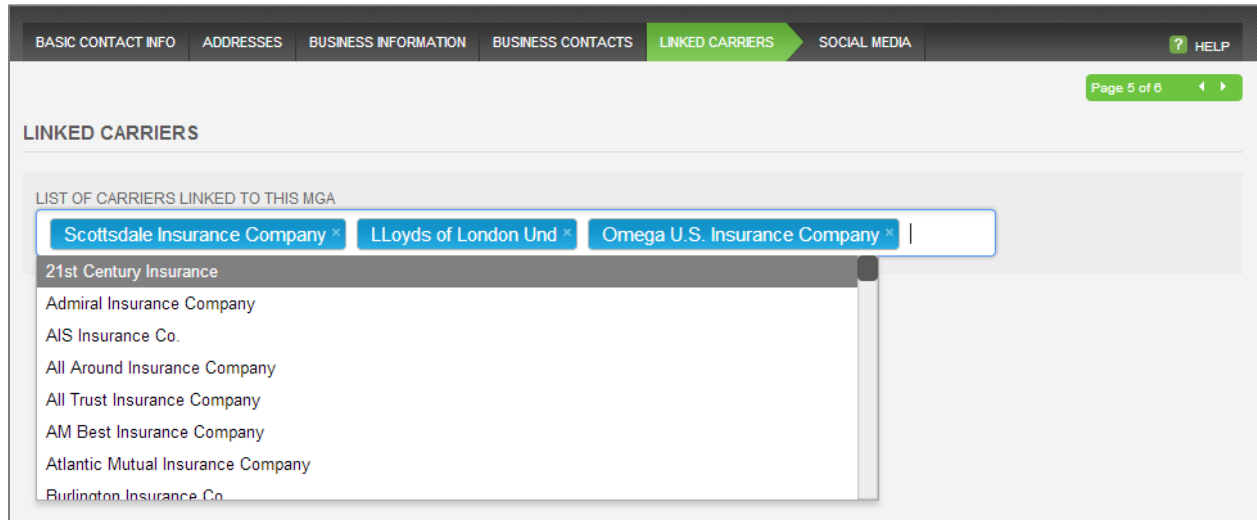 BASIC CONTACT INFO ADDRESSES BUSINESS INFORMATION BUSINESS CONTACTS LINKED CARRIERS SOCIAL MEDIA ? HELP
Page 5 of 6
LINKED CARRIERS
LIST OF CARRIERS LINKED TO THIS MGA
Scottsdale Insurance Company × LLoyds of London Und × Omega U.S. Insurance Company ×
21st Century Insurance
Admiral Insurance Company
AIS Insurance Co.
All Around Insurance Company
All Trust Insurance Company
AM Best Insurance Company
Atlantic Mutual Insurance Company
Burlington Insurance Co